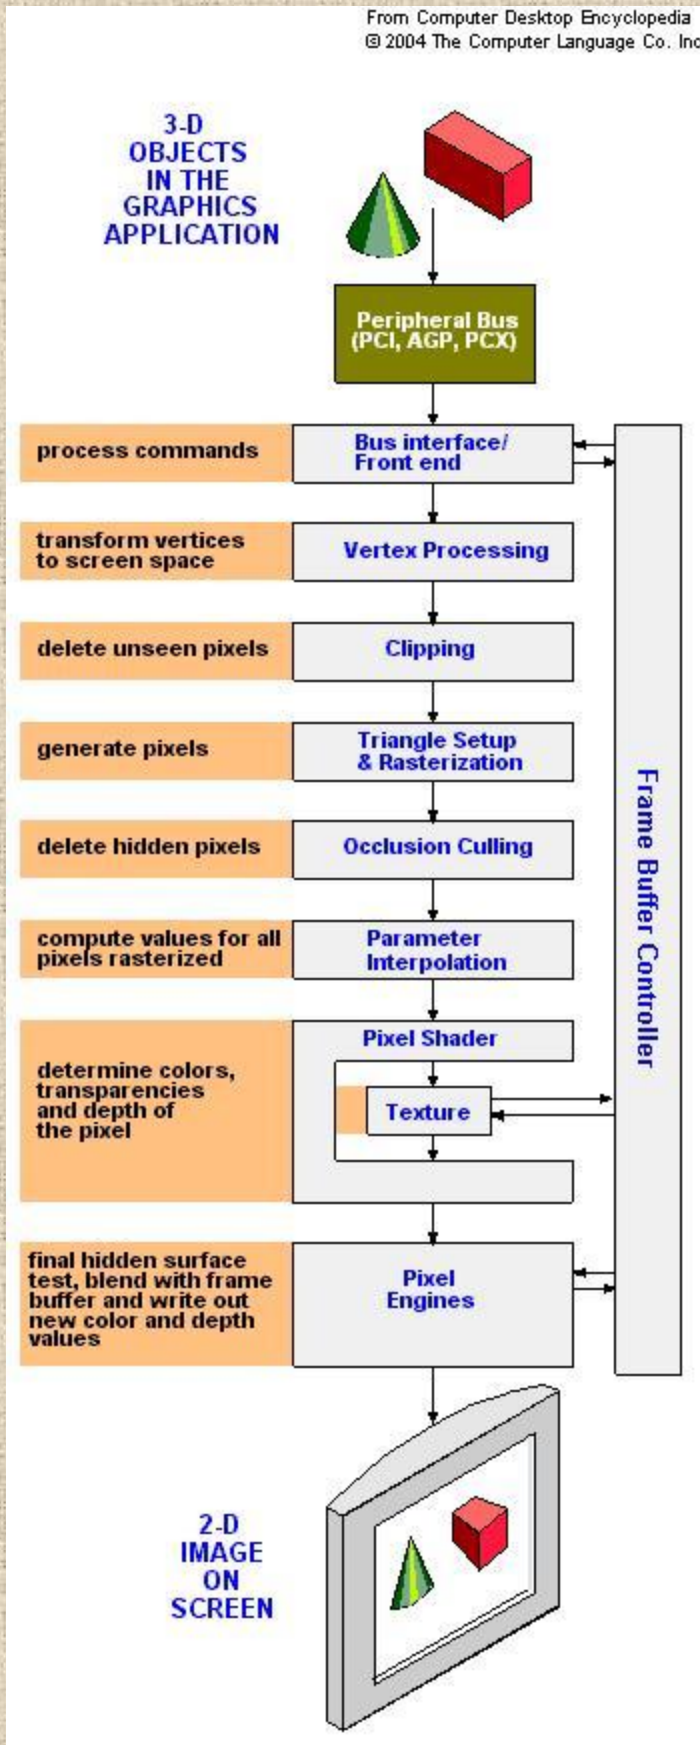 From Computer Desktop Encyclopedia
© 2004 The Computer Language Co. Inc
3-D
OBJECTS
IN THE
GRAPHICS
APPLICATION
Peripheral Bus
(PCI, AGP, PCX)
process commands
Bus interface/
Front end
transform vertices
to screen space
Vertex Processing
delete unseen pixels
Clipping
generate pixels
Triangle Setup
& Rasterization
delete hidden pixels
Occlusion Culling
compute values for all
pixels rasterized
Parameter
Interpolation
Pixel Shader
determine colors,
transparencies
and depth of
the pixel
Texture
final hidden surface
test, blend with frame
buffer and write out
new color and depth
values
Pixel
Engines
Frame Buffer Controller
2-D
IMAGE
ON
SCREEN